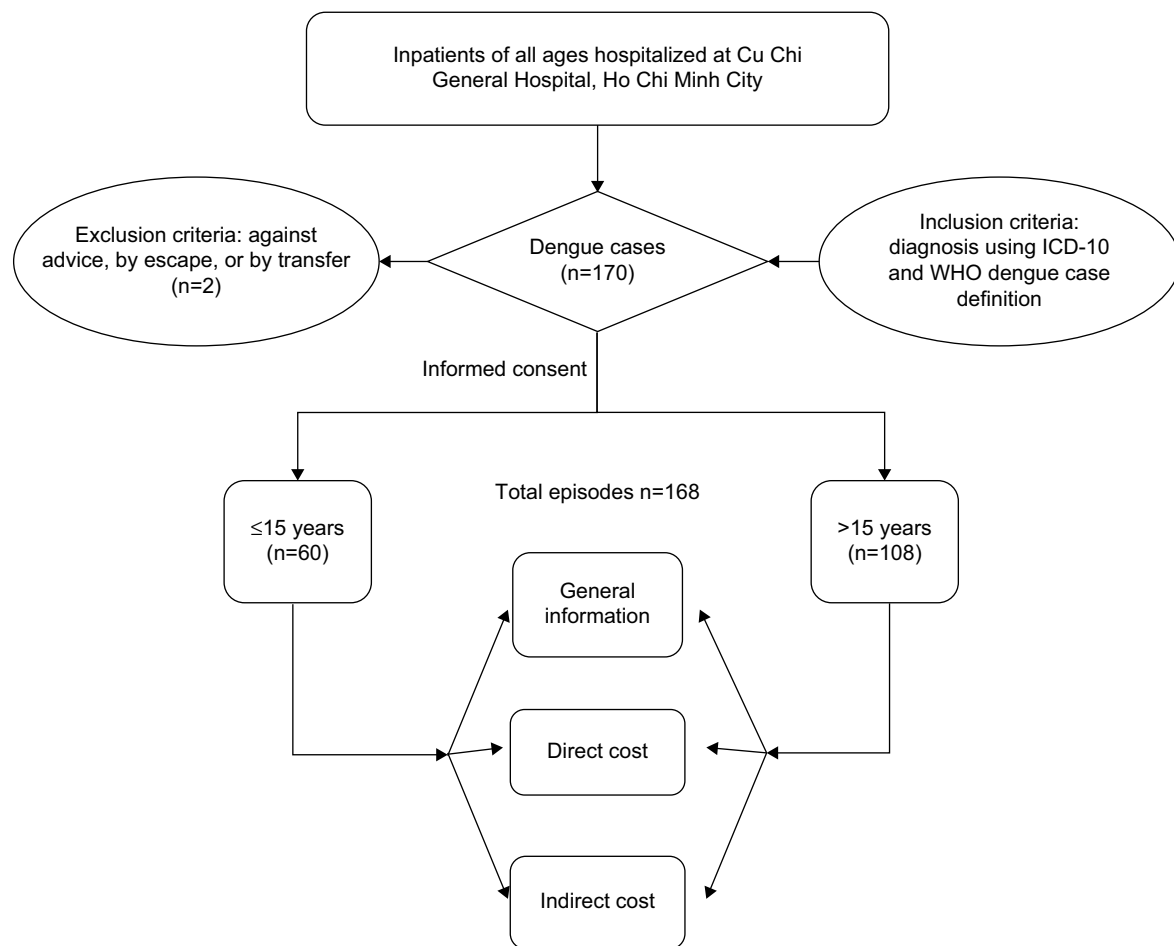 Inpatients of all ages hospitalized at Cu Chi
General Hospital, Ho Chi Minh City
Exclusion criteria: against
advice, by escape, or by transfer
(n=2)
Dengue cases
(n=170)
Inclusion criteria:
diagnosis using ICD-10
and WHO dengue case
definition
Informed consent
≤15 years
(n=60)
Total episodes n=168
>15 years
(n=108)
General
information
Direct cost
Indirect cost